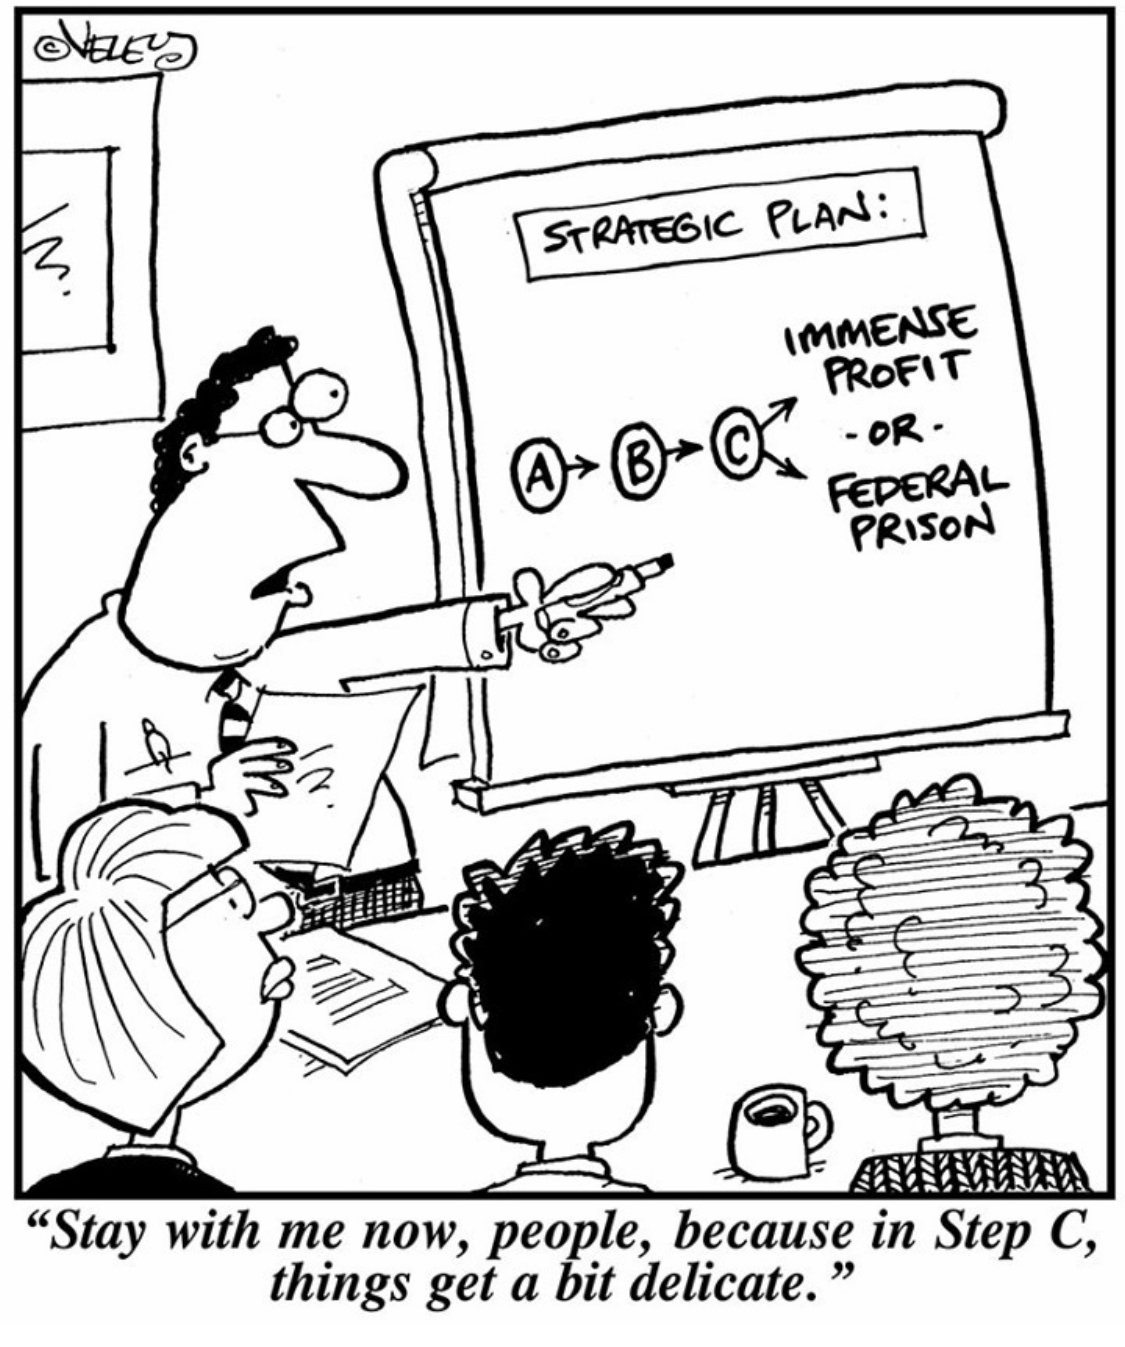 ©VELEY
STRATEGIC PLAN:
IMMENSE
PROFIT
A → B → C
-OR-
FEDERAL
PRISON
“Stay with me now, people, because in Step C,
things get a bit delicate.”